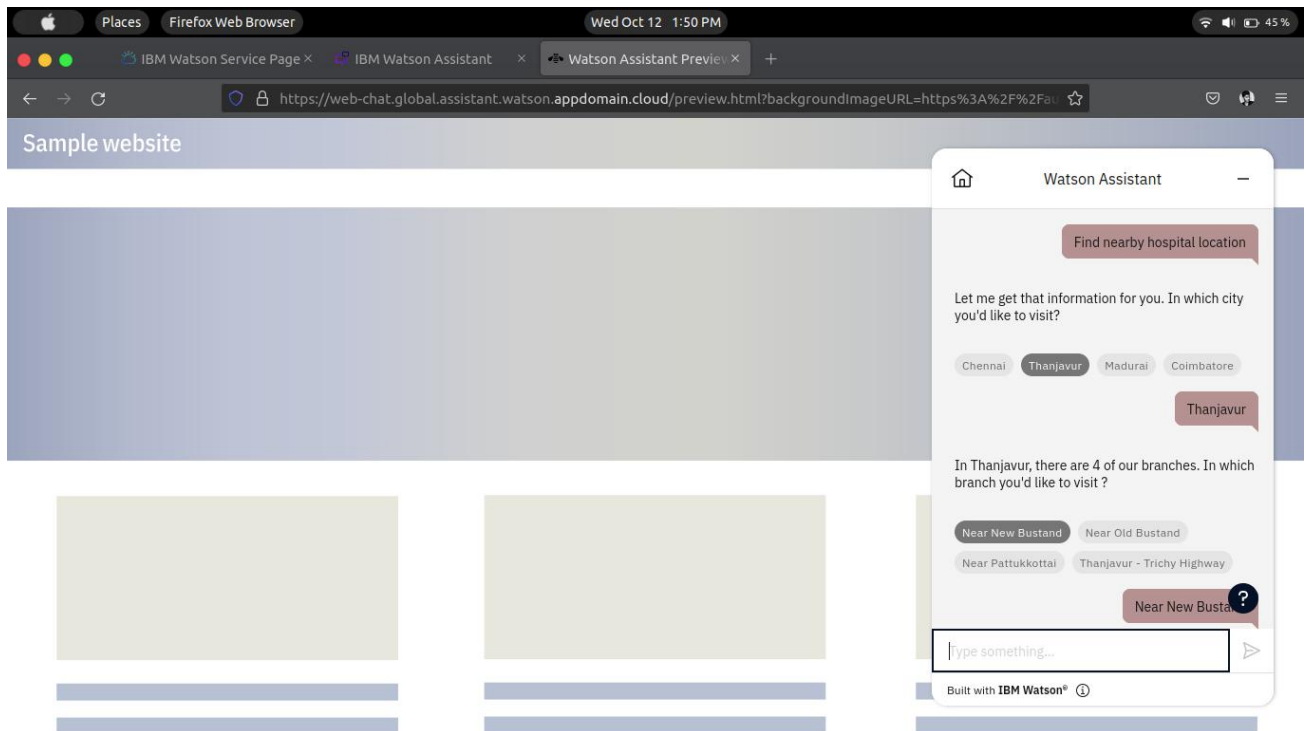 Places Firefox Web Browser Wed Oct 12 1:50 PM 45 %
IBM Watson Service Page × IBM Watson Assistant × Watson Assistant Preview × +
https://web-chat.global.assistant.watson.appdomain.cloud/preview.html?backgroundImageURL=https%3A%2F%2Fau
Sample website
Watson Assistant
Find nearby hospital location
Let me get that information for you. In which city
you'd like to visit?
Chennai Thanjavur Madurai Coimbatore
Thanjavur
In Thanjavur, there are 4 of our branches. In which
branch you'd like to visit ?
Near New Bustand Near Old Bustand
Near Pattukkottai Thanjavur - Trichy Highway
Near New Busta
?
Type something...
Built with IBM Watson®